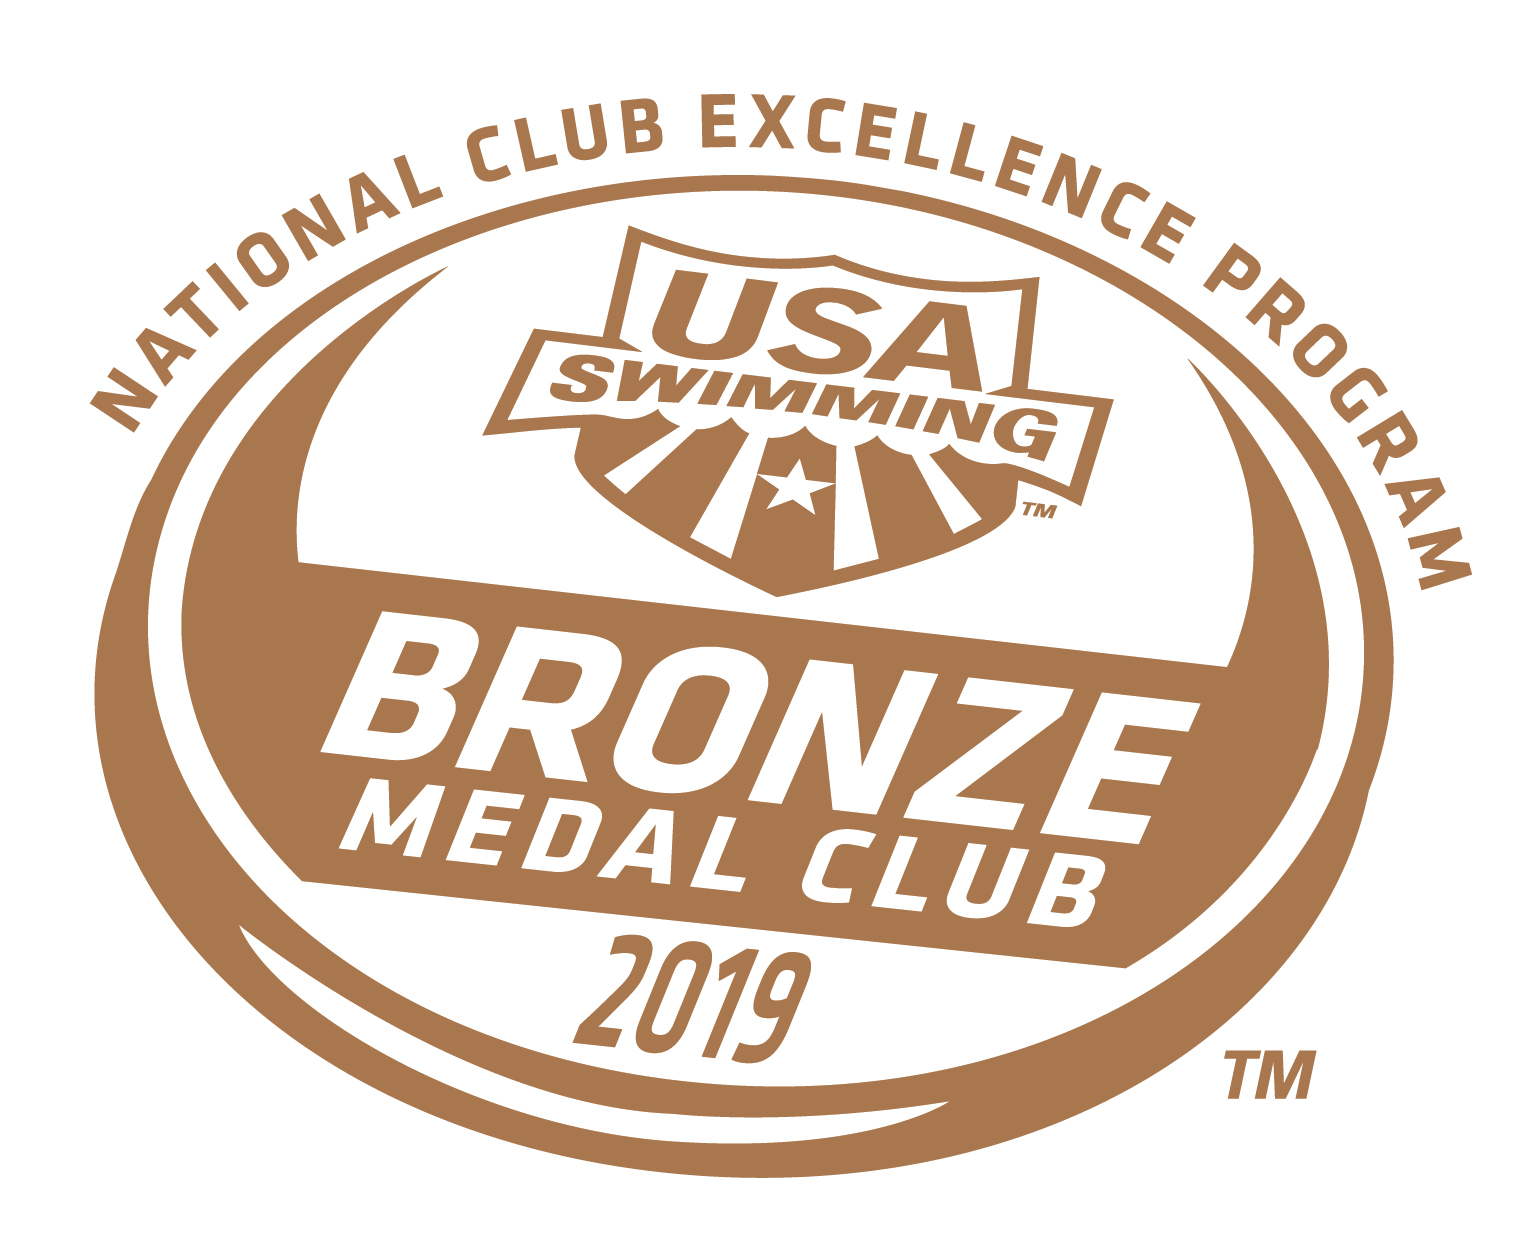 NATIONAL CLUB EXCELLENCE PROGRAM
USA
SWIMMING
TM
BRONZE
MEDAL CLUB
2019
TM